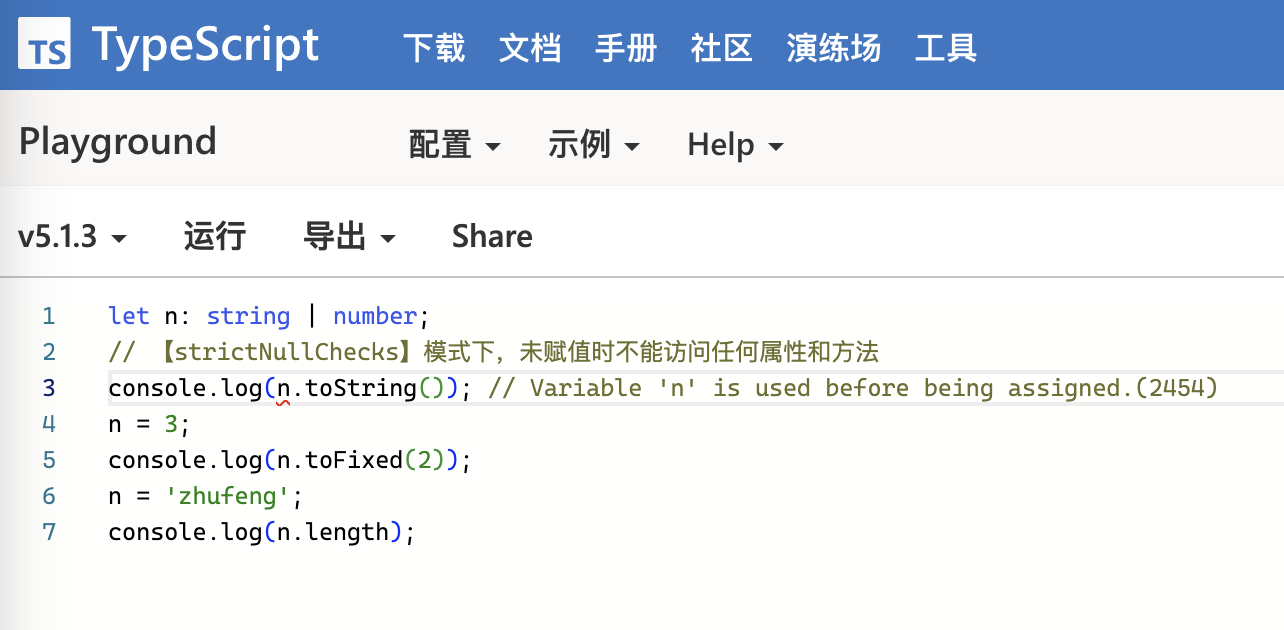 TS TypeScript 下载 文档 手册 社区 演练场 工具
Playground 配置 示例 Help
v5.1.3 运行 导出 Share
1 let n: string | number;
2 // 【strictNullChecks】模式下，未赋值时不能访问任何属性和方法
3 console.log(n.toString()); // Variable 'n' is used before being assigned.(2454)
4 n = 3;
5 console.log(n.toFixed(2));
6 n = 'zhufeng';
7 console.log(n.length);